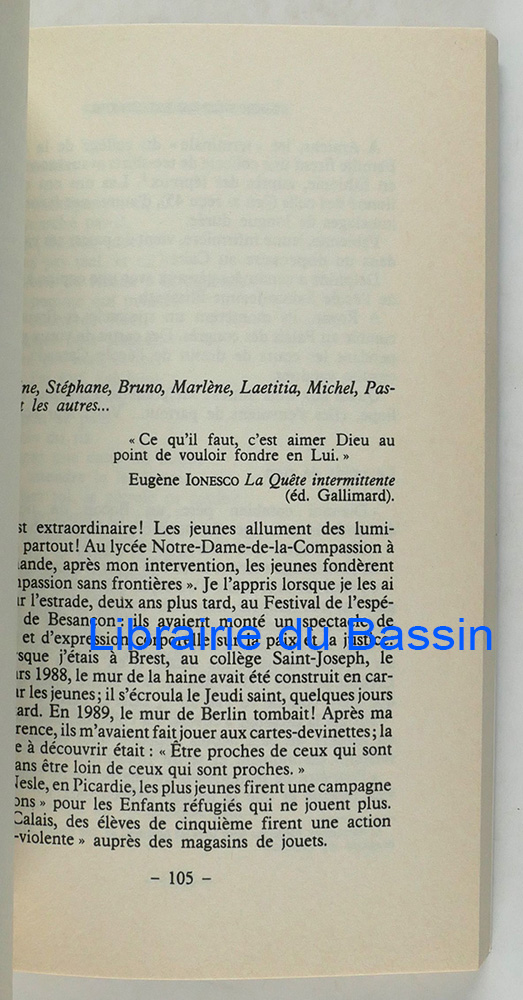 ne, Stéphane, Bruno, Marlène, Laetitia, Michel, Pas-
t les autres...
« Ce qu'il faut, c'est aimer Dieu au
point de vouloir fondre en Lui. »
Eugène IONESCO La Quête intermittente
(éd. Gallimard).
st extraordinaire! Les jeunes allument des lumi-
partout! Au lycée Notre-Dame-de-la-Compassion à
ande, après mon intervention, les jeunes fondèrent
npassion sans frontières ». Je l'appris lorsque je les ai
ur l'estrade, deux ans plus tard, au Festival de l'espé-
de Besançon; ils avaient monté un spectacle de
et d'expression corporelle sur la paix et la justice.
rsque j'étais à Brest, au collège Saint-Joseph, le
rs 1988, le mur de la haine avait été construit en car-
ar les jeunes; il s'écroula le Jeudi saint, quelques jours
ard. En 1989, le mur de Berlin tombait! Après ma
rence, ils m'avaient fait jouer aux cartes-devinettes; la
e à découvrir était : « Être proches de ceux qui sont
ans être loin de ceux qui sont proches. »
Nesle, en Picardie, les plus jeunes firent une campagne
ons » pour les Enfants réfugiés qui ne jouent plus.
Calais, des élèves de cinquième firent une action
-violente » auprès des magasins de jouets.
- 105 -
Librairie du Bassin